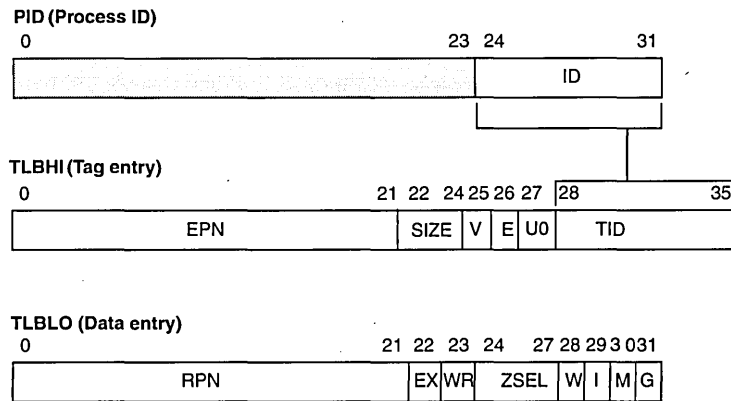 PID (Process ID)
0 23 24 31
ID
TLBHI (Tag entry)
0 21 22 24 25 26 27 28 35
EPN SIZE V E U0 TID
TLBLO (Data entry)
0 21 22 23 24 27 28 29 3 0 31
RPN EX WR ZSEL W I M G